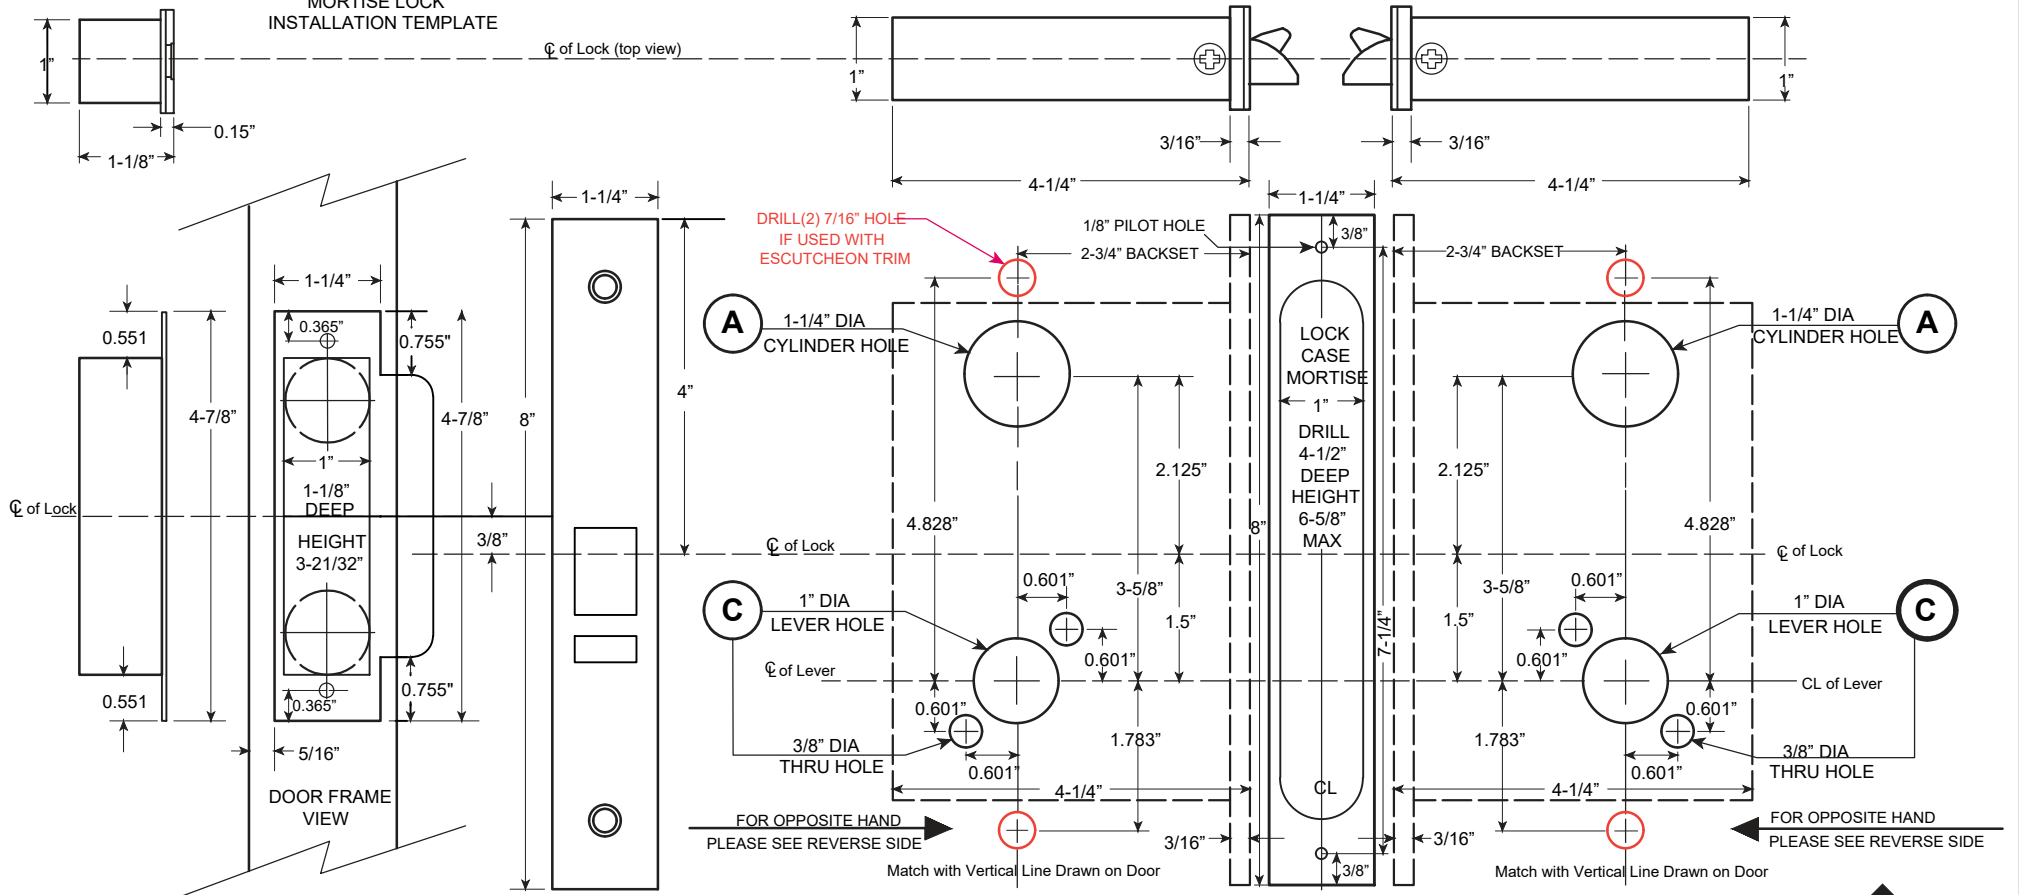 MORTISE LOCK
INSTALLATION TEMPLATE
℄ of Lock (top view)
1”
1”
1”
0.15”
1-1/8”
3/16”
3/16”
4-1/4”
4-1/4”
1-1/4”
1-1/4”
DRILL(2) 7/16” HOLE
IF USED WITH
ESCUTCHEON TRIM
1/8” PILOT HOLE
3/8”
2-3/4” BACKSET
2-3/4” BACKSET
1-1/4”
0.551
0.365”
0.755"
4-7/8”
4-7/8”
1”
1-1/8”
DEEP
HEIGHT
3-21/32”
℄ of Lock
3/8”
0.551
0.365”
0.755"
5/16”
DOOR FRAME
VIEW
8”
4”
A
1-1/4” DIA
CYLINDER HOLE
LOCK
CASE
MORTISE
1”
DRILL
4-1/2”
DEEP
HEIGHT
6-5/8”
MAX
8”
7-1/4”
CL
3/8”
1-1/4” DIA
CYLINDER HOLE
A
2.125”
2.125”
4.828”
4.828”
℄ of Lock
℄ of Lock
3-5/8”
3-5/8”
1.5”
1.5”
0.601”
0.601”
C
1” DIA
LEVER HOLE
1” DIA
LEVER HOLE
C
0.601”
0.601”
℄ of Lever
CL of Lever
0.601”
0.601”
3/8” DIA
THRU HOLE
3/8” DIA
THRU HOLE
0.601”
0.601”
1.783”
1.783”
4-1/4”
4-1/4”
FOR OPPOSITE HAND
PLEASE SEE REVERSE SIDE
FOR OPPOSITE HAND
PLEASE SEE REVERSE SIDE
3/16”
3/16”
Match with Vertical Line Drawn on Door
Match with Vertical Line Drawn on Door